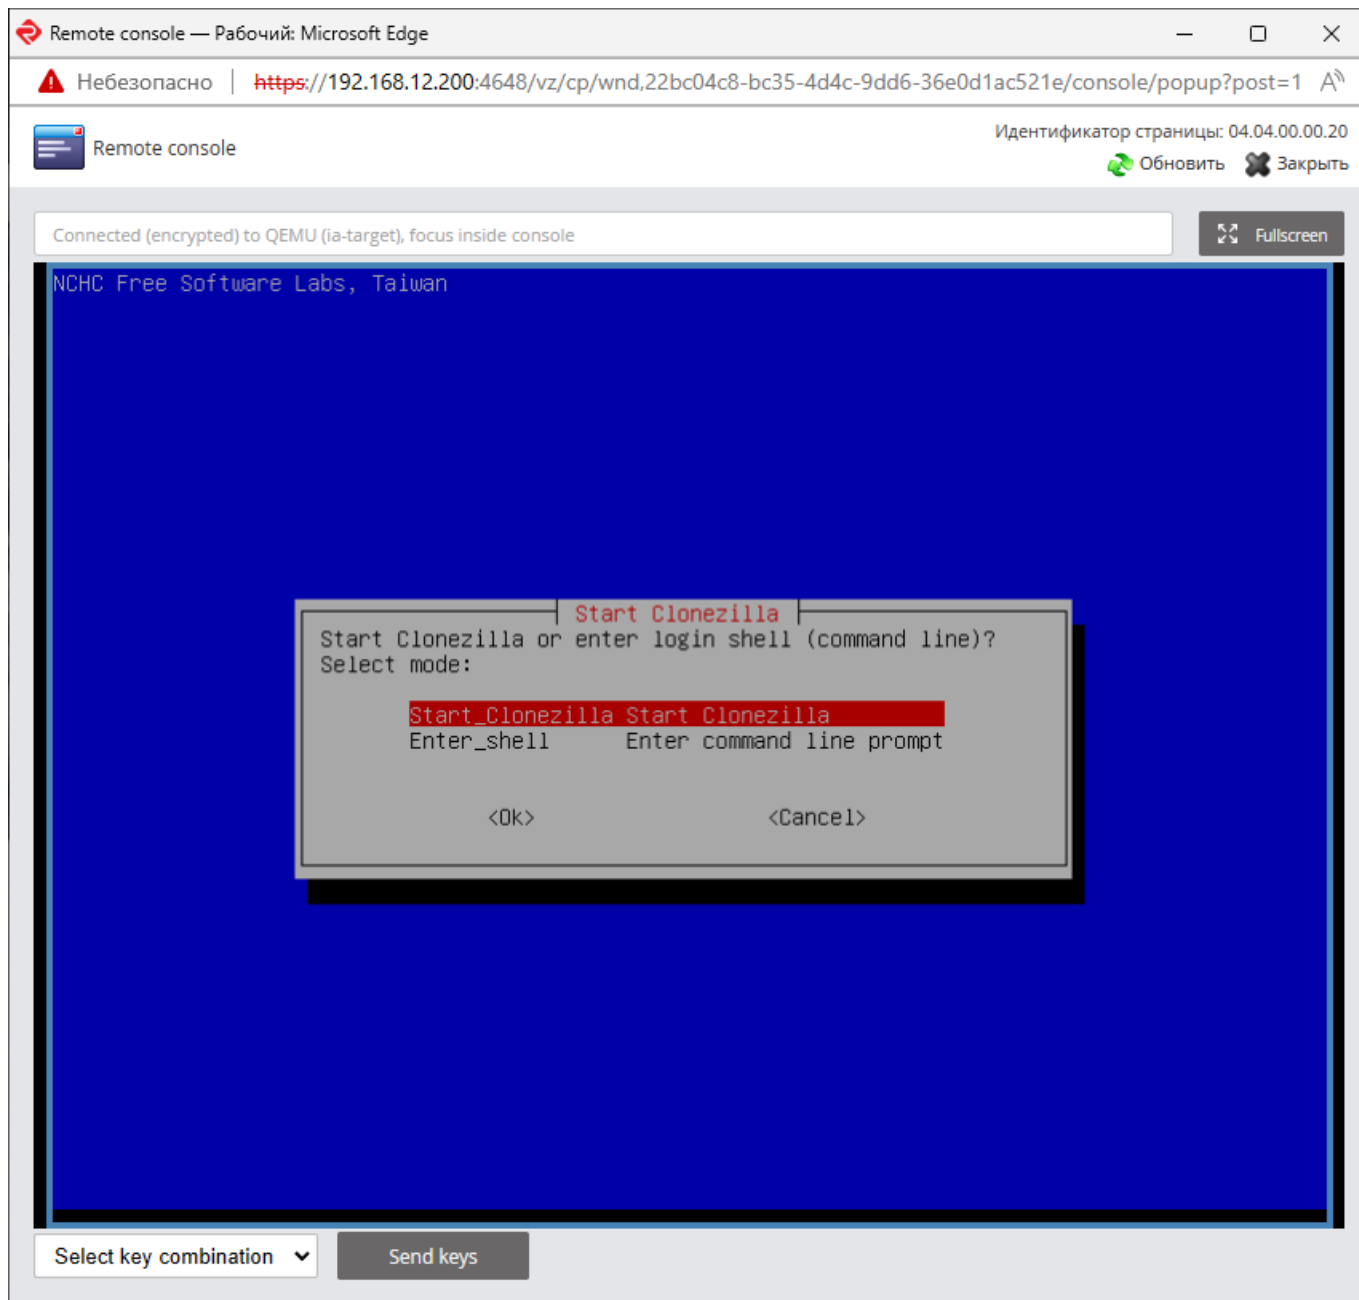 Remote console — Рабочий: Microsoft Edge
Небезопасно https://192.168.12.200:4648/vz/cp/wnd,22bc04c8-bc35-4d4c-9dd6-36e0d1ac521e/console/popup?post=1
Remote console
Идентификатор страницы: 04.04.00.00.20
Обновить Закрыть
Connected (encrypted) to QEMU (ia-target), focus inside console
Fullscreen
NCHC Free Software Labs, Taiwan
Start Clonezilla
Start Clonezilla or enter login shell (command line)?
Select mode:
Start_Clonezilla Start Clonezilla
Enter_shell Enter command line prompt
<Ok> <Cancel>
Select key combination Send keys